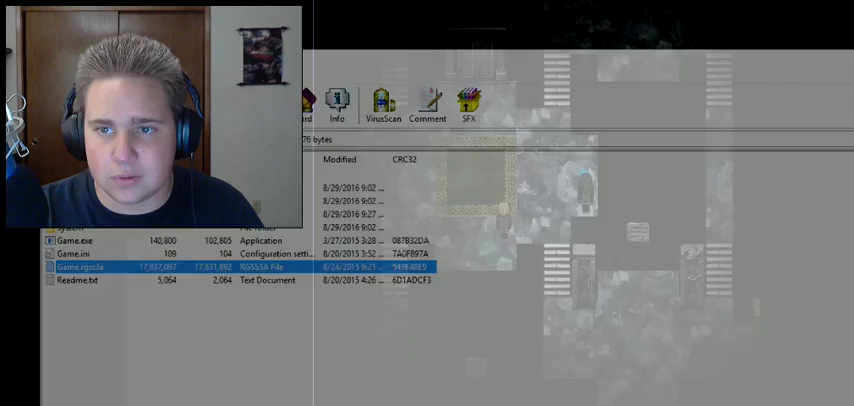 ard Info VirusScan Comment SFX
76 bytes
Modified CRC32
8/29/2016 9:02 ...
8/29/2016 9:02 ...
8/29/2016 9:27 ...
8/29/2016 9:02 ...
Game.exe 140,800 102,805 Application 3/27/2015 3:28 ... 087B32DA
Game.ini 109 104 Configuration setti... 8/20/2015 3:52 ... 7A0F897A
Game.rgss3a 17,837,097 17,831,892 RGSS3A File 8/24/2015 9:21 ... 949E4BE9
Readme.txt 5,064 2,064 Text Document 8/20/2015 4:26 ... 6D1ADCF3